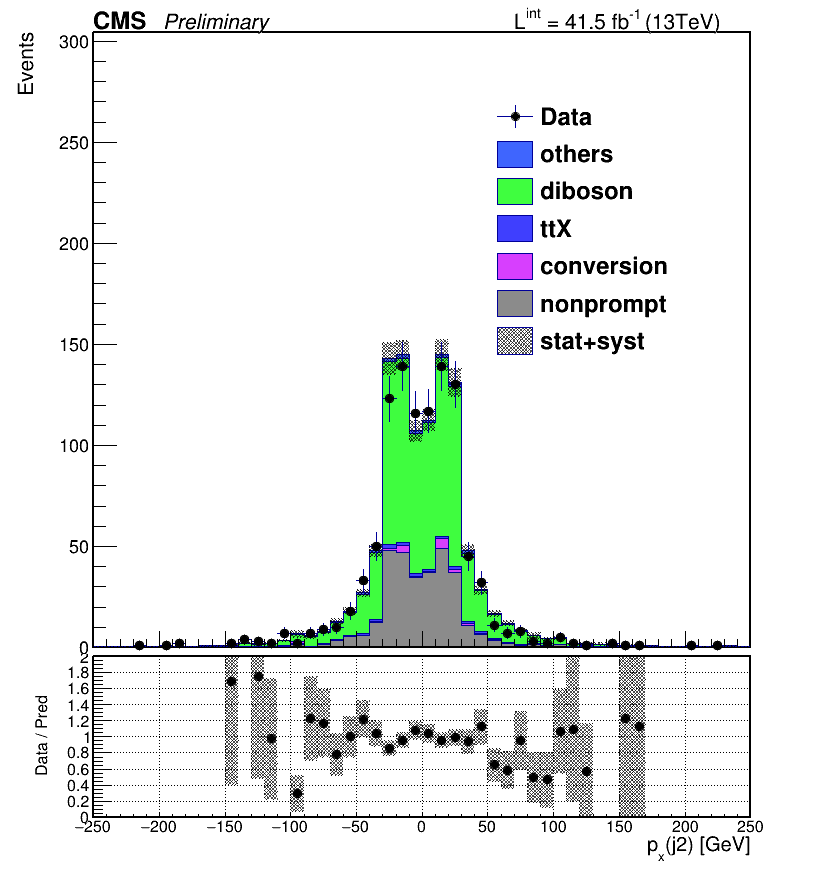 CMS Preliminary L^int = 41.5 fb^-1 (13TeV)
Events
300
250
200
150
100
50
0
Data
others
diboson
ttX
conversion
nonprompt
stat+syst
Data / Pred
2
1.8
1.6
1.4
1.2
1
0.8
0.6
0.4
0.2
0
−250 −200 −150 −100 −50 0 50 100 150 200 250
p_x(j2) [GeV]